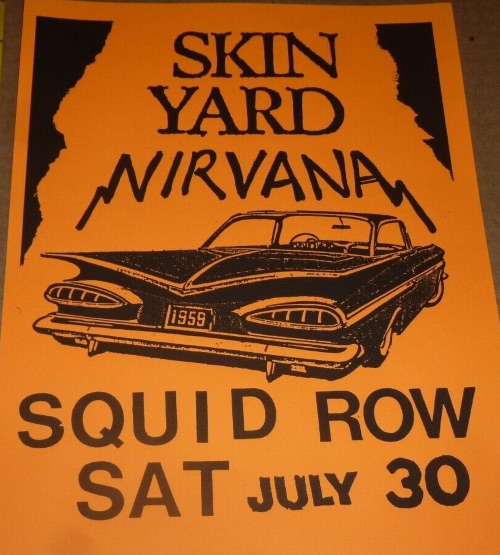 SKIN
YARD
NIRVANA
1959
SQUID ROW
SAT JULY 30